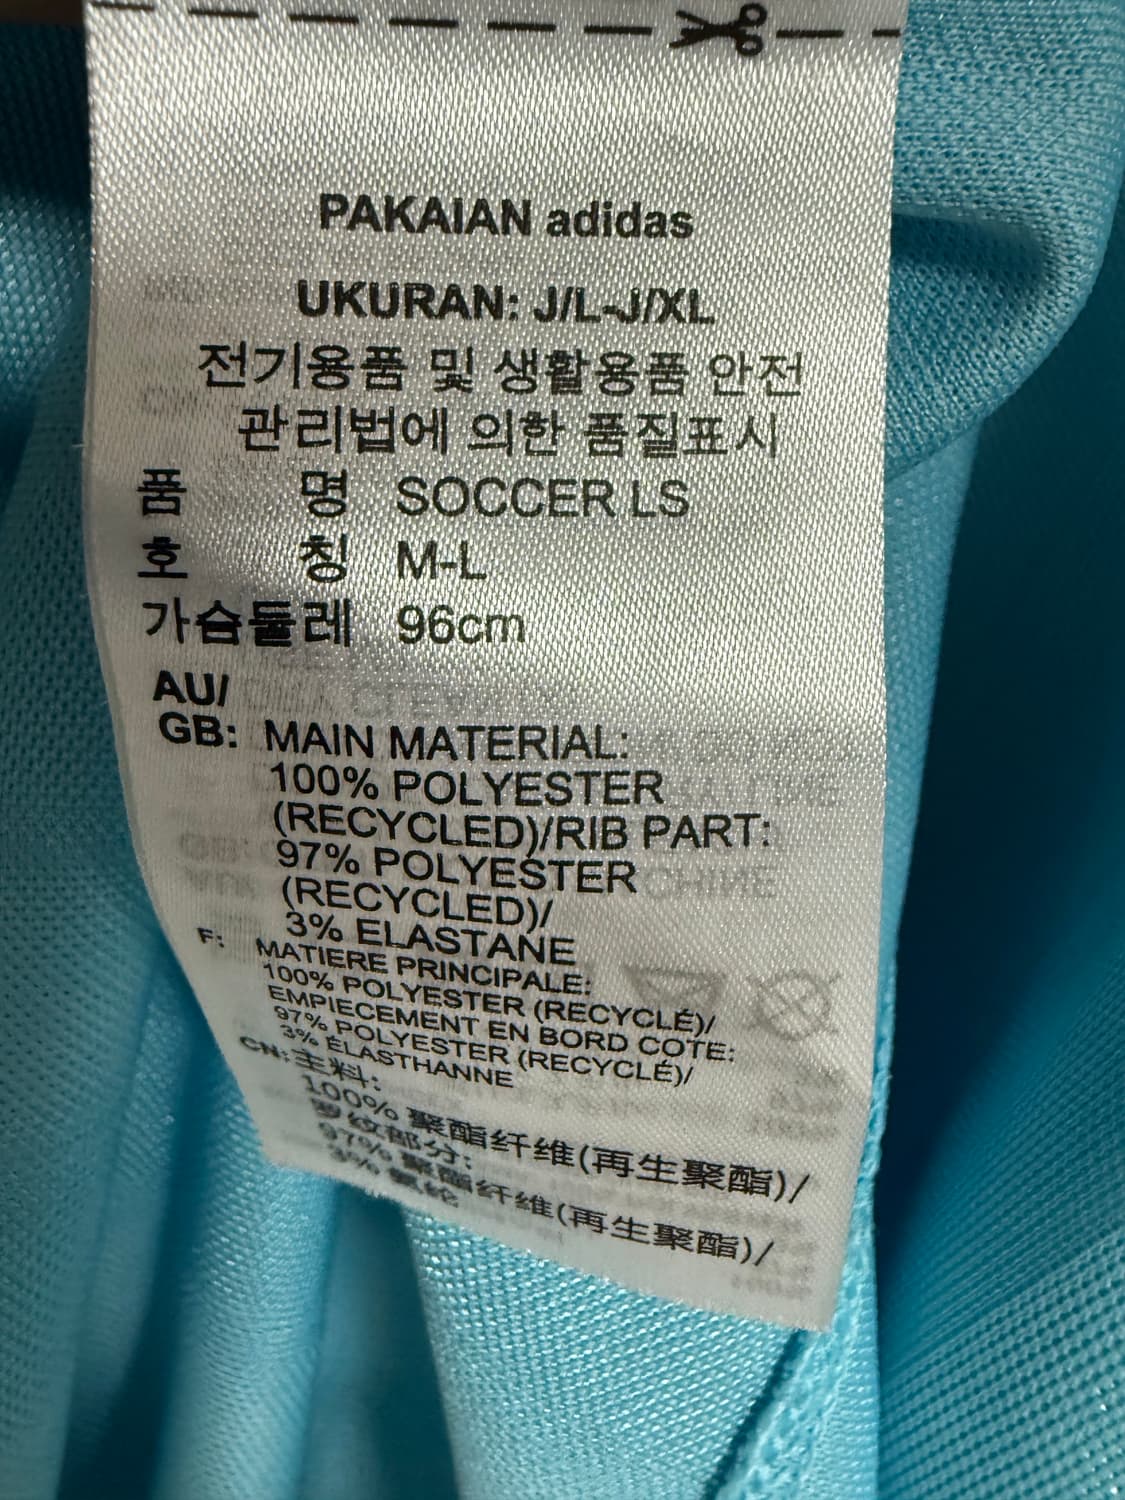 PAKAIAN adidas
UKURAN: J/L-J/XL
전기용품 및 생활용품 안전
관리법에 의한 품질표시
품 명 SOCCER LS
호 칭 M-L
가슴둘레 96cm
AU/
GB: MAIN MATERIAL:
100% POLYESTER
(RECYCLED)/RIB PART:
97% POLYESTER
(RECYCLED)/
3% ELASTANE
F: MATIERE PRINCIPALE:
100% POLYESTER (RECYCLÉ)/
EMPIECEMENT EN BORD COTE:
97% POLYESTER (RECYCLÉ)/
3% ÉLASTHANNE
CN: 主料:
100% 聚酯纤维(再生聚酯)/
罗纹部分:
97% 聚酯纤维(再生聚酯)/
3% 氨纶